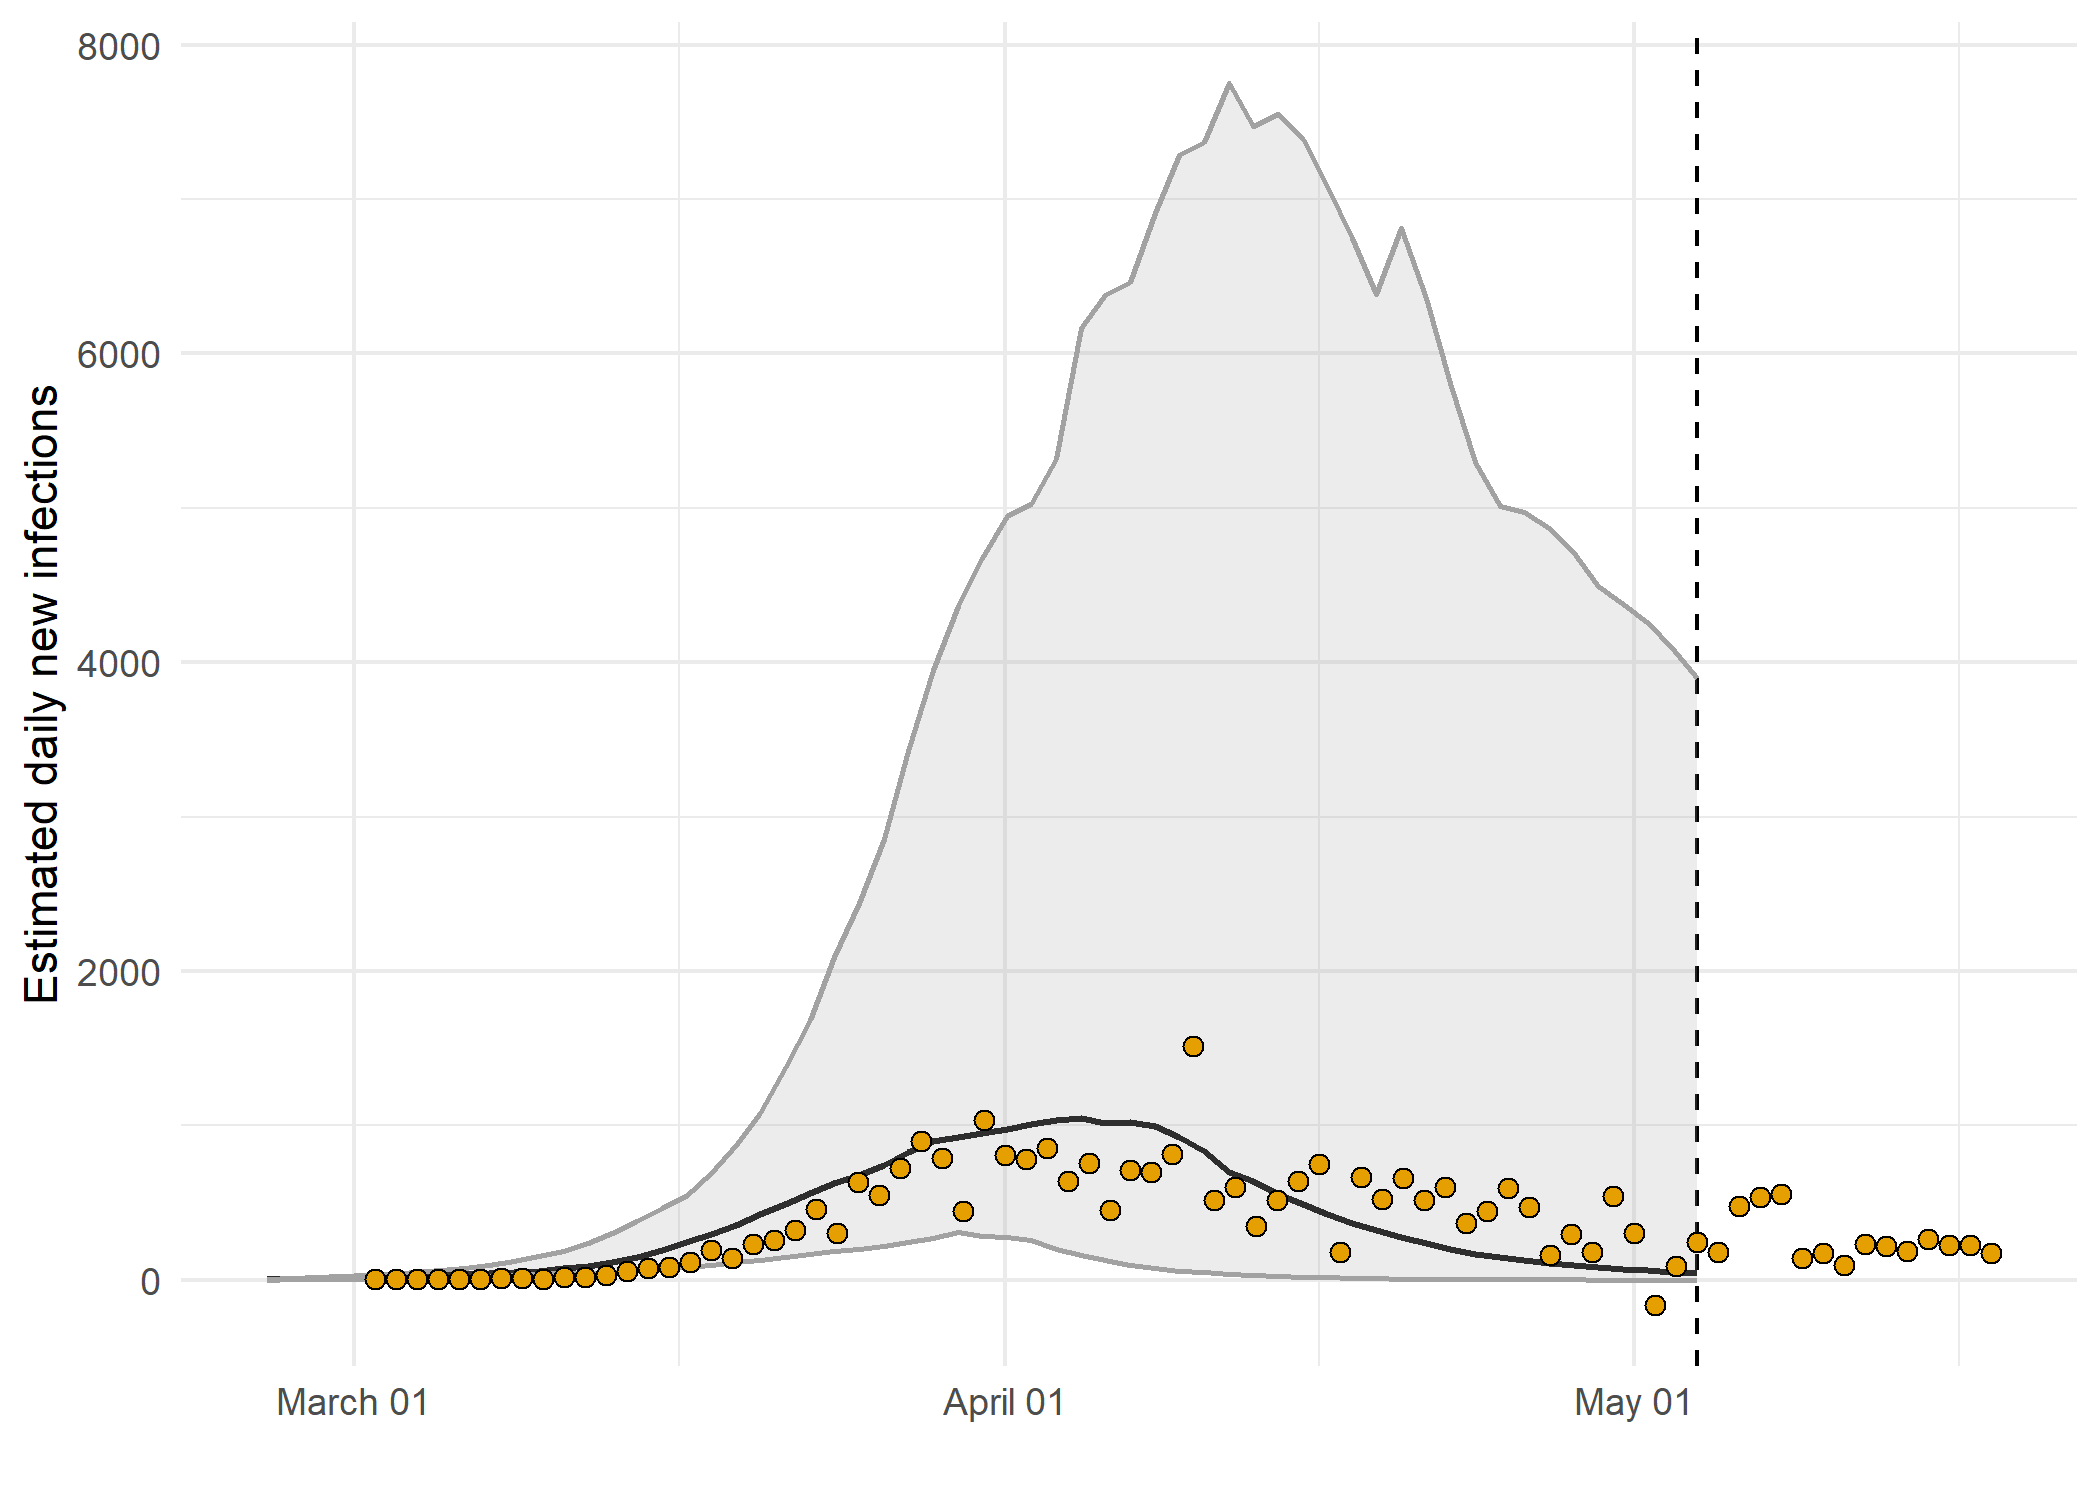 Estimated daily new infections
8000
6000
4000
2000
0
March 01
April 01
May 01